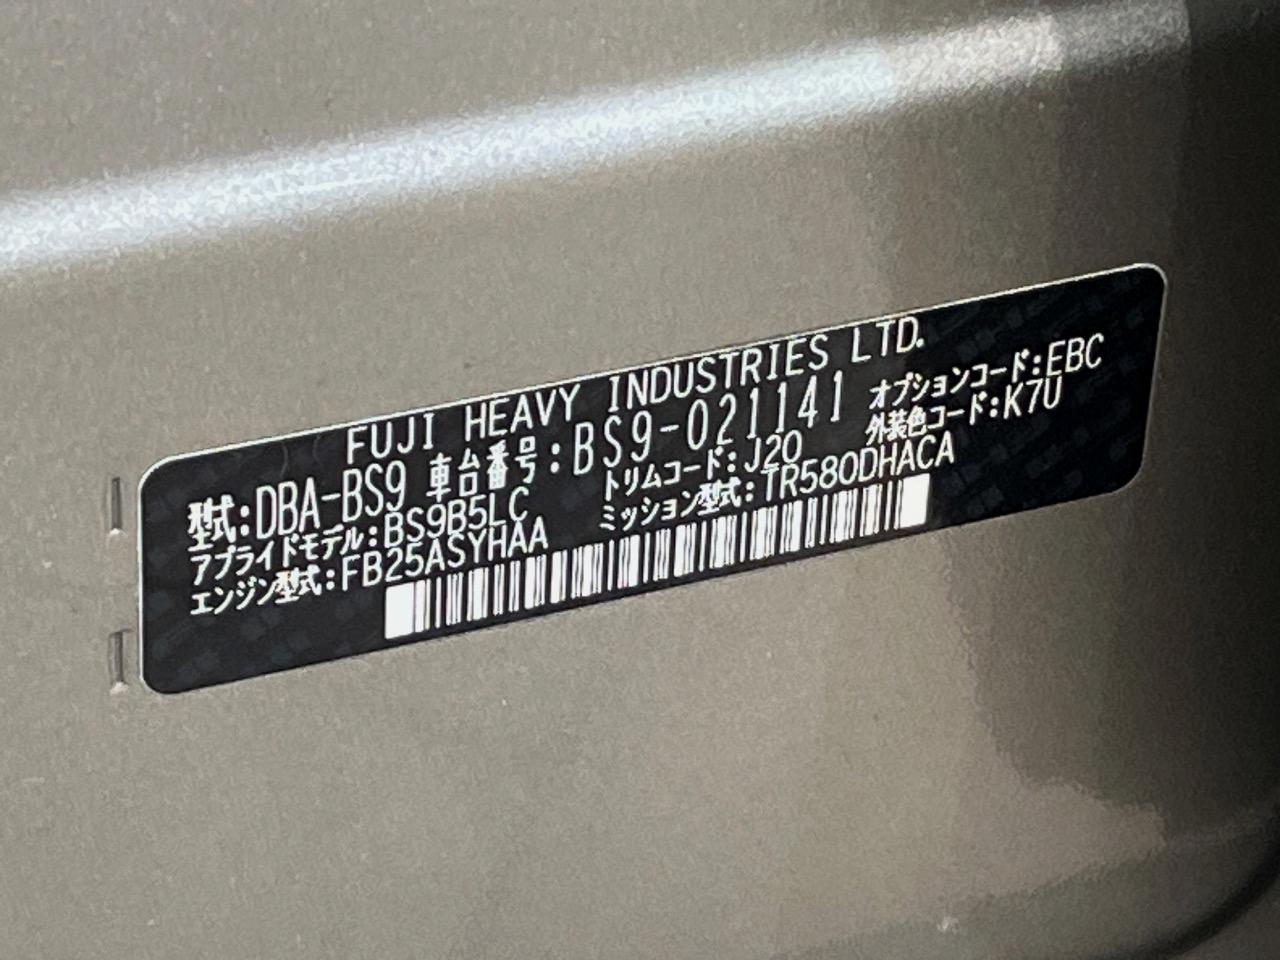 FUJI HEAVY INDUSTRIES LTD.
型式:DBA-BS9 車台番号:BS9-021141 オプションコード:EBC
アプライドモデル:BS9B5LC トリムコード:J20 外装色コード:K7U
エンジン型式:FB25ASYHAA ミッション型式:TR580DHACA